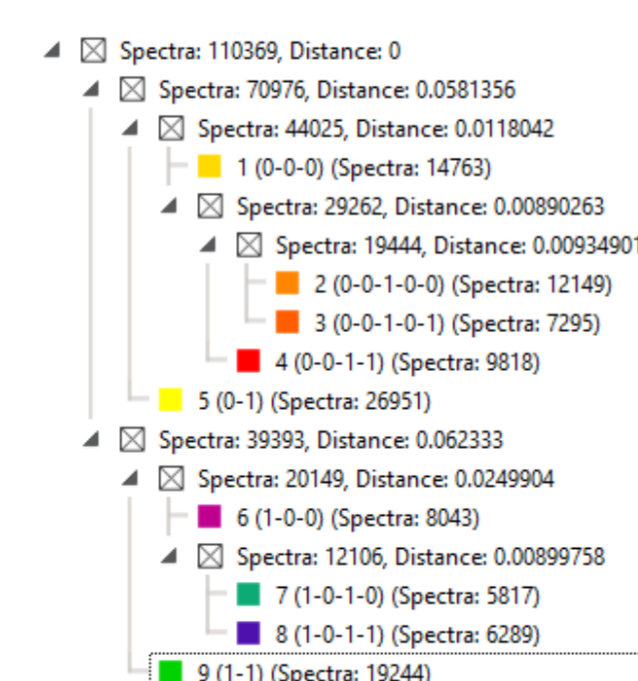 Spectra: 110369, Distance: 0
Spectra: 70976, Distance: 0.0581356
Spectra: 44025, Distance: 0.0118042
1 (0-0-0) (Spectra: 14763)
Spectra: 29262, Distance: 0.00890263
Spectra: 19444, Distance: 0.00934901
2 (0-0-1-0-0) (Spectra: 12149)
3 (0-0-1-0-1) (Spectra: 7295)
4 (0-0-1-1) (Spectra: 9818)
5 (0-1) (Spectra: 26951)
Spectra: 39393, Distance: 0.062333
Spectra: 20149, Distance: 0.0249904
6 (1-0-0) (Spectra: 8043)
Spectra: 12106, Distance: 0.00899758
7 (1-0-1-0) (Spectra: 5817)
8 (1-0-1-1) (Spectra: 6289)
9 (1-1) (Spectra: 19244)